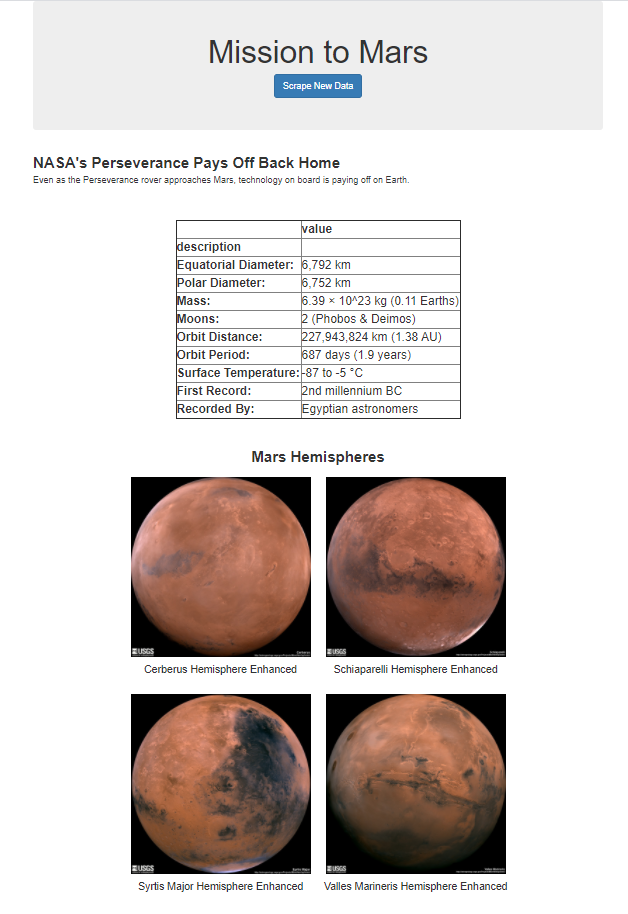 Mission to Mars
Scrape New Data
NASA's Perseverance Pays Off Back Home
Even as the Perseverance rover approaches Mars, technology on board is paying off on Earth.
value
description
Equatorial Diameter: 6,792 km
Polar Diameter: 6,752 km
Mass: 6.39 × 10^23 kg (0.11 Earths)
Moons: 2 (Phobos & Deimos)
Orbit Distance: 227,943,824 km (1.38 AU)
Orbit Period: 687 days (1.9 years)
Surface Temperature: -87 to -5 °C
First Record: 2nd millennium BC
Recorded By: Egyptian astronomers
Mars Hemispheres
USGS USGS
Cerberus Hemisphere Enhanced Schiaparelli Hemisphere Enhanced
USGS USGS
Syrtis Major Hemisphere Enhanced Valles Marineris Hemisphere Enhanced